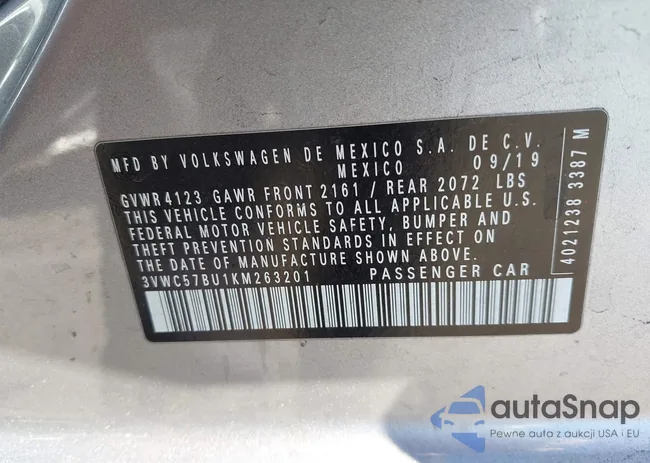 MFD BY VOLKSWAGEN DE MEXICO S.A. DE C.V.
MEXICO 09/19
GVWR 4123 GAWR FRONT 2161 / REAR 2072 LBS
THIS VEHICLE CONFORMS TO ALL APPLICABLE U.S.
FEDERAL MOTOR VEHICLE SAFETY, BUMPER AND
THEFT PREVENTION STANDARDS IN EFFECT ON
THE DATE OF MANUFACTURE SHOWN ABOVE.
3VWC57BU1KM263201 PASSENGER CAR
4021238 3387 M
autoSnap
Pewne auta z aukcji USA i EU